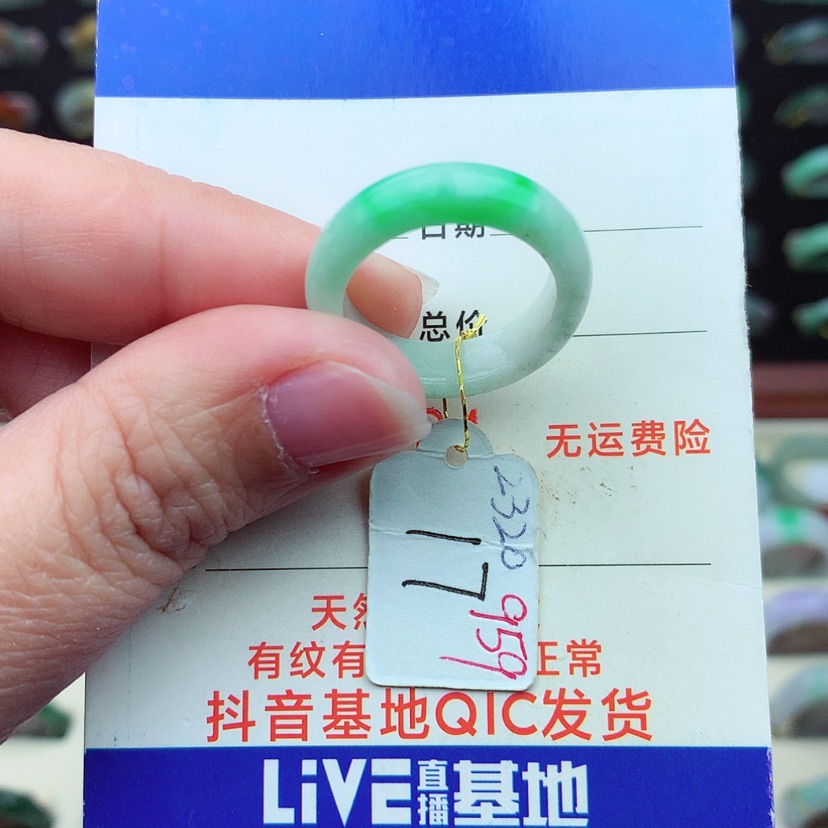 日期
总价
无运费险
2320
17
959
天
有纹有
正常
抖音基地QIC发货
LiVE直播基地